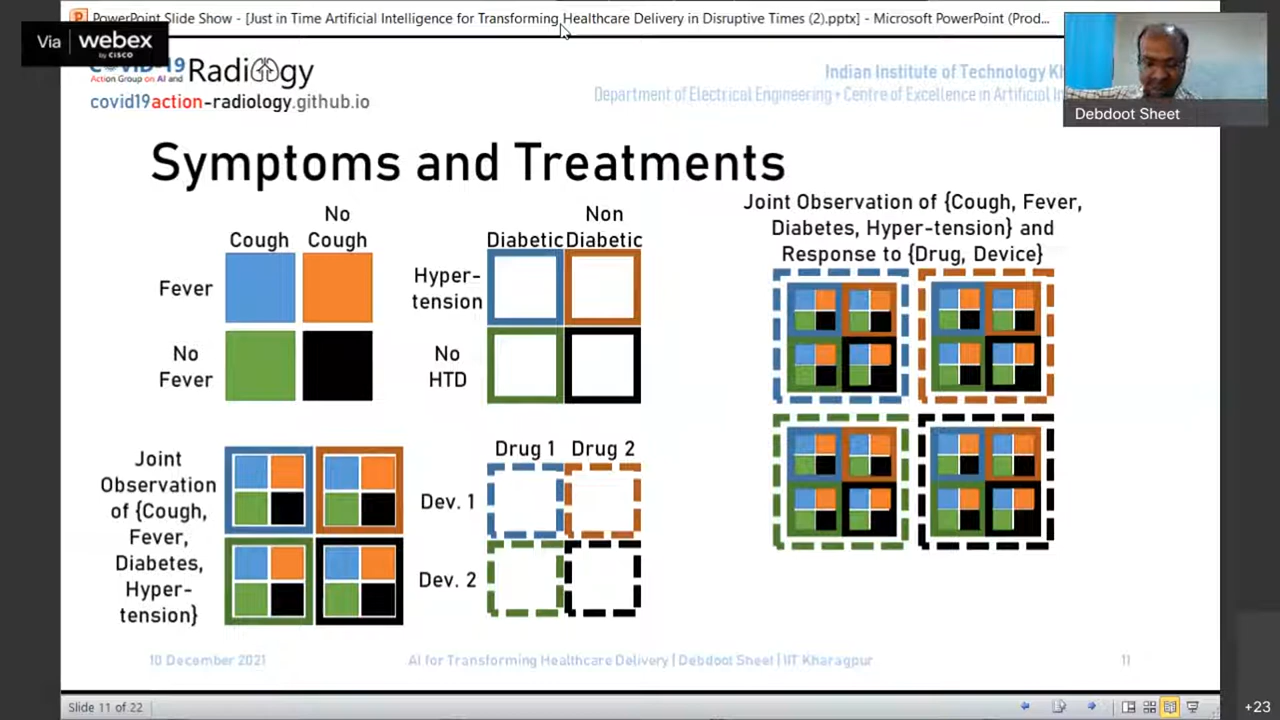 PowerPoint Slide Show - [Just in Time Artificial Intelligence for Transforming Healthcare Delivery in Disruptive Times (2).pptx] - Microsoft PowerPoint (Prod...
Via webex
by CISCO
Action Group on AI and Radiology
covid19action-radiology.github.io
Indian Institute of Technology
Department of Electrical Engineering • Centre of Excellence in Artificial
Debdoot Sheet
Symptoms and Treatments
Cough
No
Cough
Fever
No
Fever
Diabetic
Non
Diabetic
Hyper-
tension
No
HTD
Joint Observation of {Cough, Fever,
Diabetes, Hyper-tension} and
Response to {Drug, Device}
Joint
Observation
of {Cough,
Fever,
Diabetes,
Hyper-
tension}
Drug 1 Drug 2
Dev. 1
Dev. 2
10 December 2021
AI for Transforming Healthcare Delivery | Debdoot Sheet | IIT Kharagpur
11
Slide 11 of 22
+23